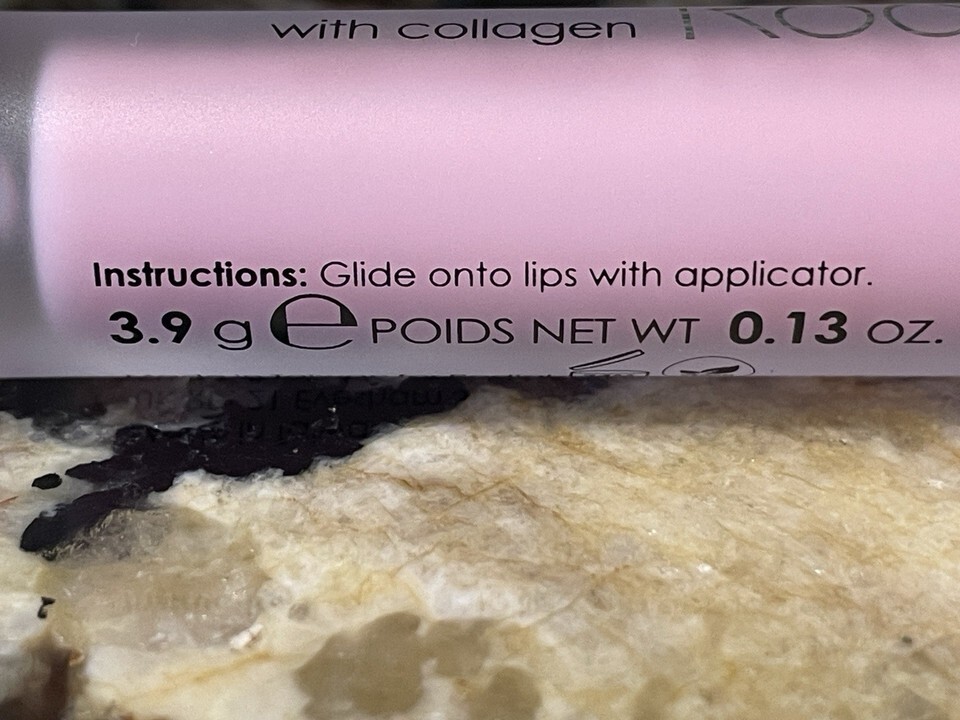 with collagen
Instructions: Glide onto lips with applicator.
3.9 g ℮ POIDS NET WT 0.13 OZ.